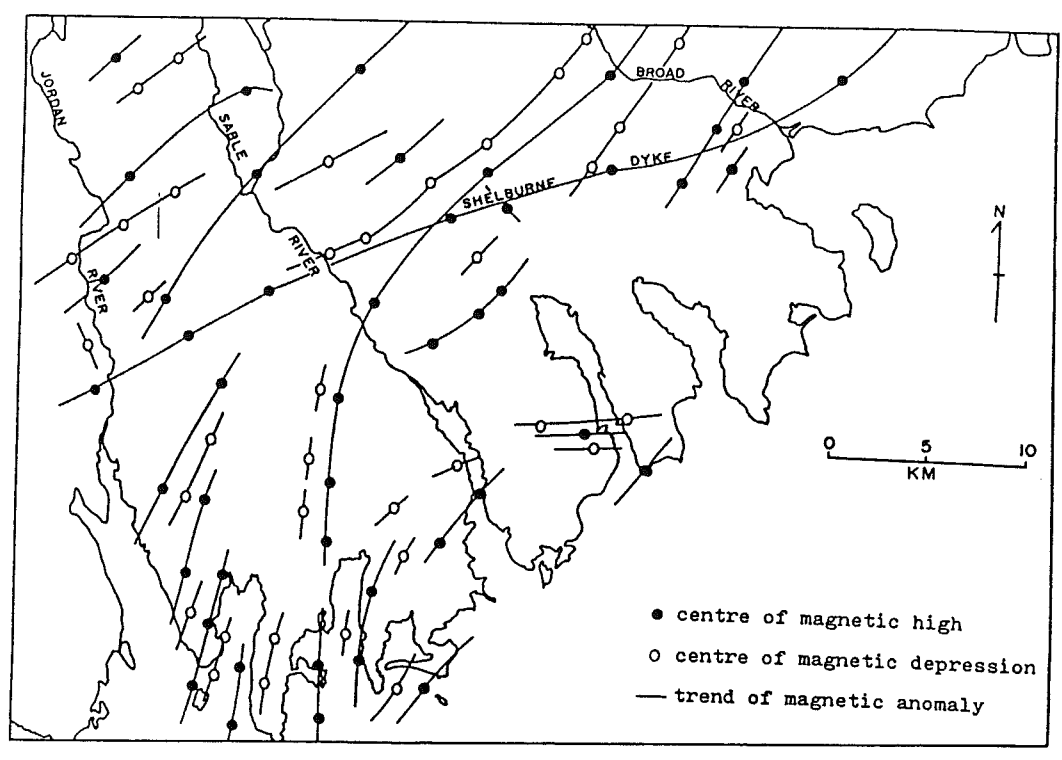 JORDAN
RIVER
SABLE
RIVER
BROAD
RIVER
SHELBURNE DYKE
N
0 5 10
KM
centre of magnetic high
centre of magnetic depression
trend of magnetic anomaly